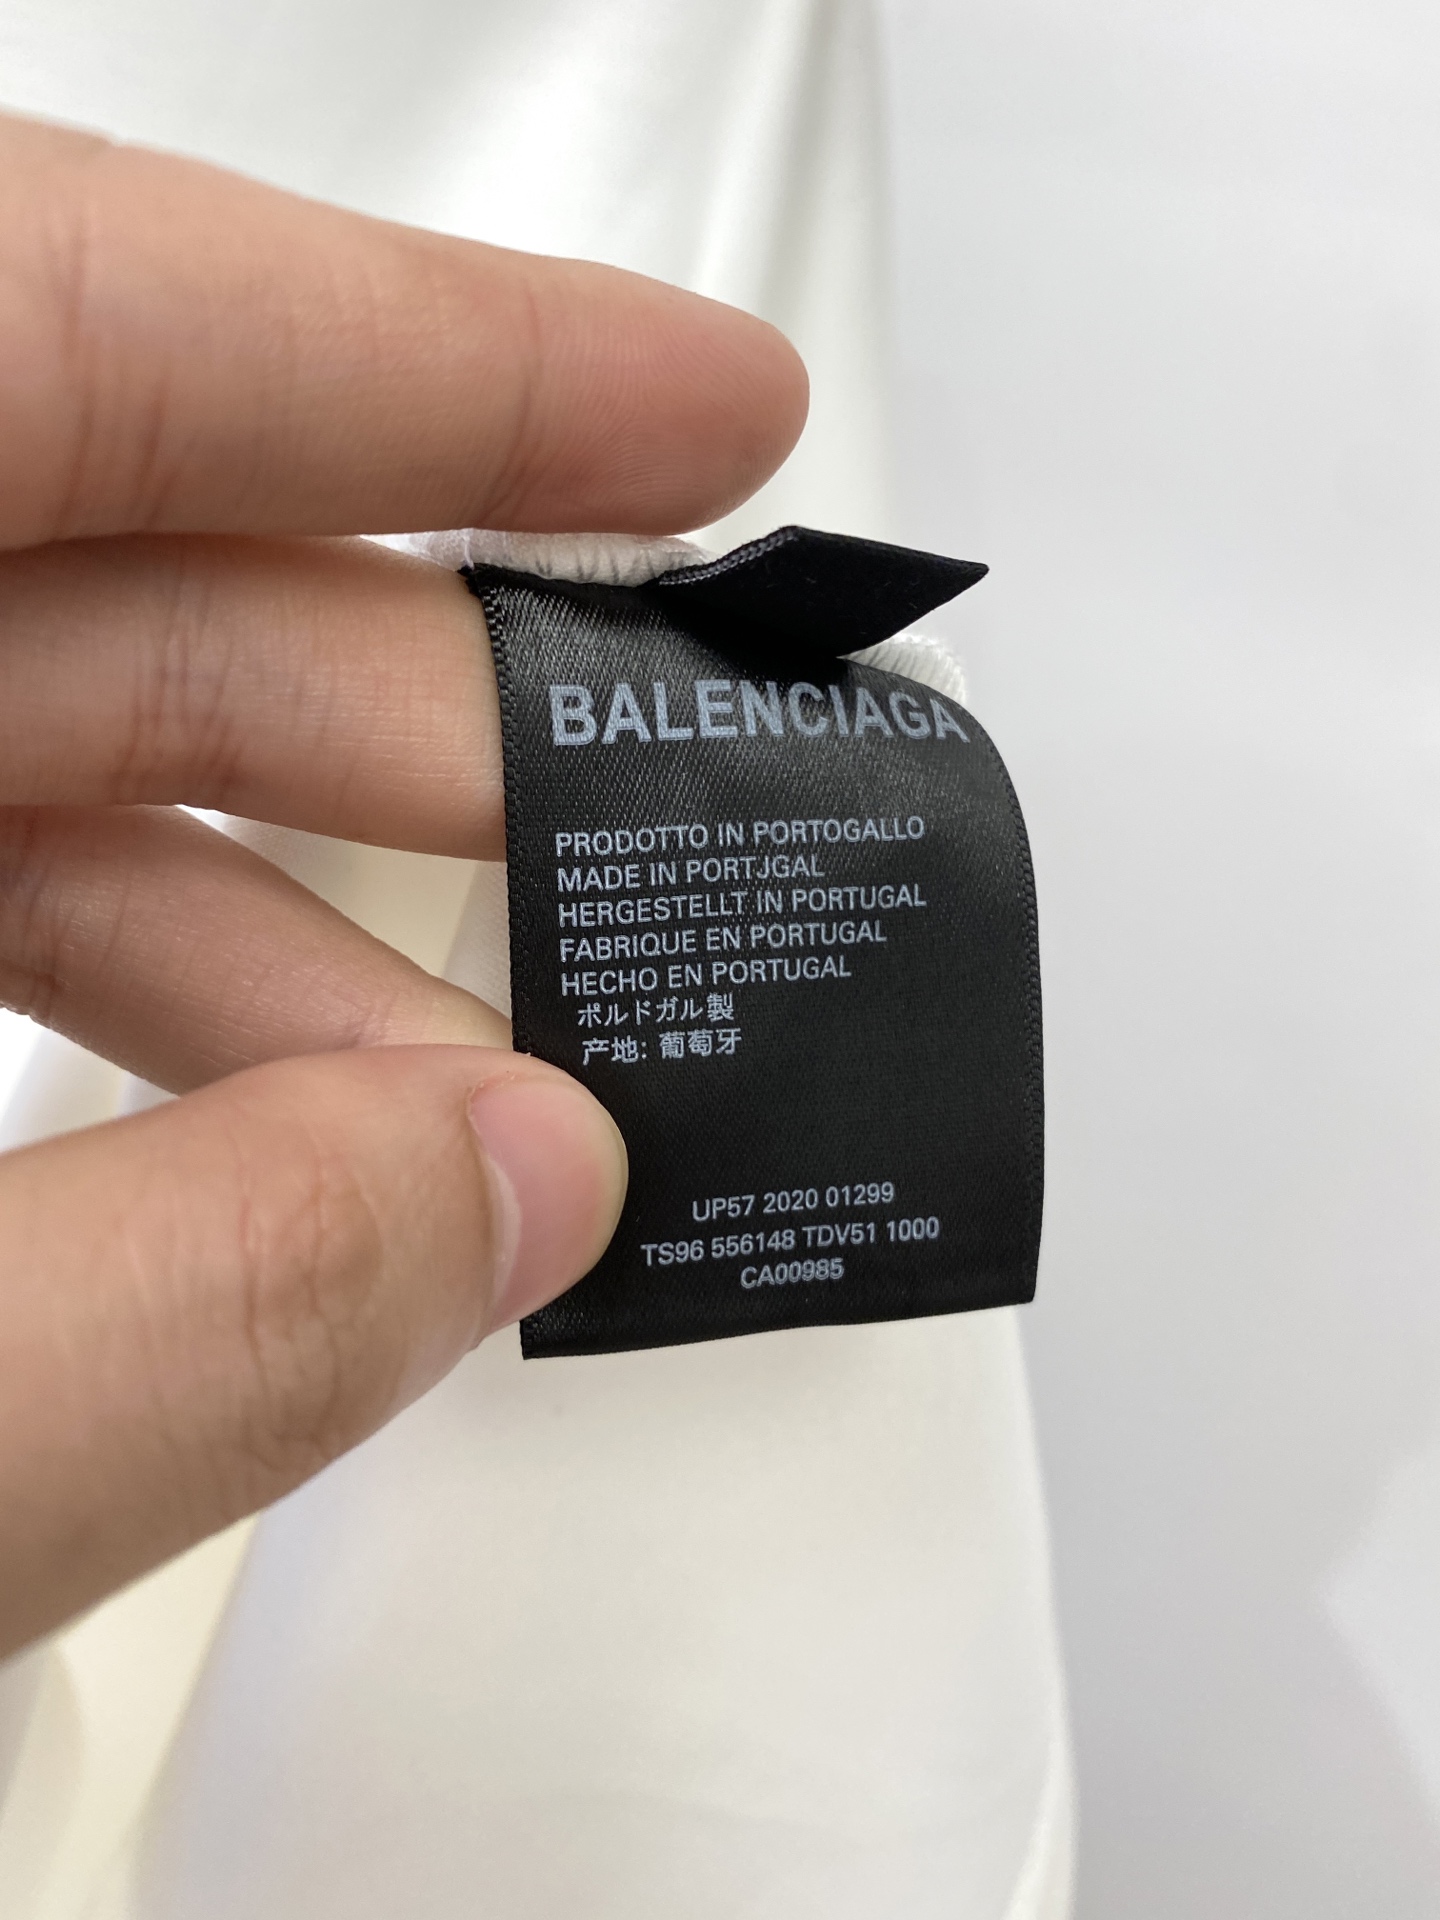 BALENCIAGA
PRODOTTO IN PORTOGALLO
MADE IN PORTJGAL
HERGESTELLT IN PORTUGAL
FABRIQUE EN PORTUGAL
HECHO EN PORTUGAL
ポルドガル製
产地: 葡萄牙
UP57 2020 01299
TS96 556148 TDV51 1000
CA00985